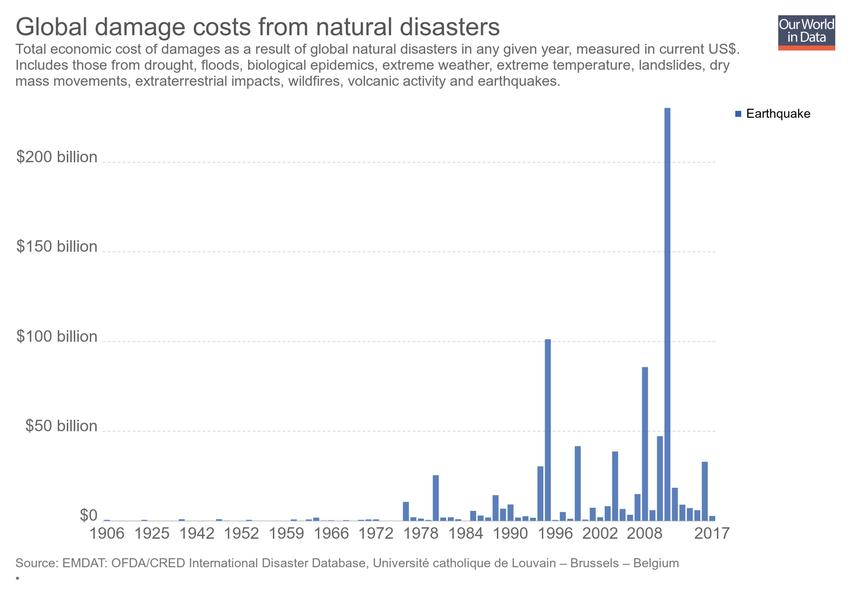 Global damage costs from natural disasters
Our World
in Data
Total economic cost of damages as a result of global natural disasters in any given year, measured in current US$.
Includes those from drought, floods, biological epidemics, extreme weather, extreme temperature, landslides, dry
mass movements, extraterrestrial impacts, wildfires, volcanic activity and earthquakes.
Earthquake
$200 billion
$150 billion
$100 billion
$50 billion
$0
1906 1925 1942 1952 1959 1966 1972 1978 1984 1990 1996 2002 2008 2017
Source: EMDAT: OFDA/CRED International Disaster Database, Université catholique de Louvain – Brussels – Belgium
•